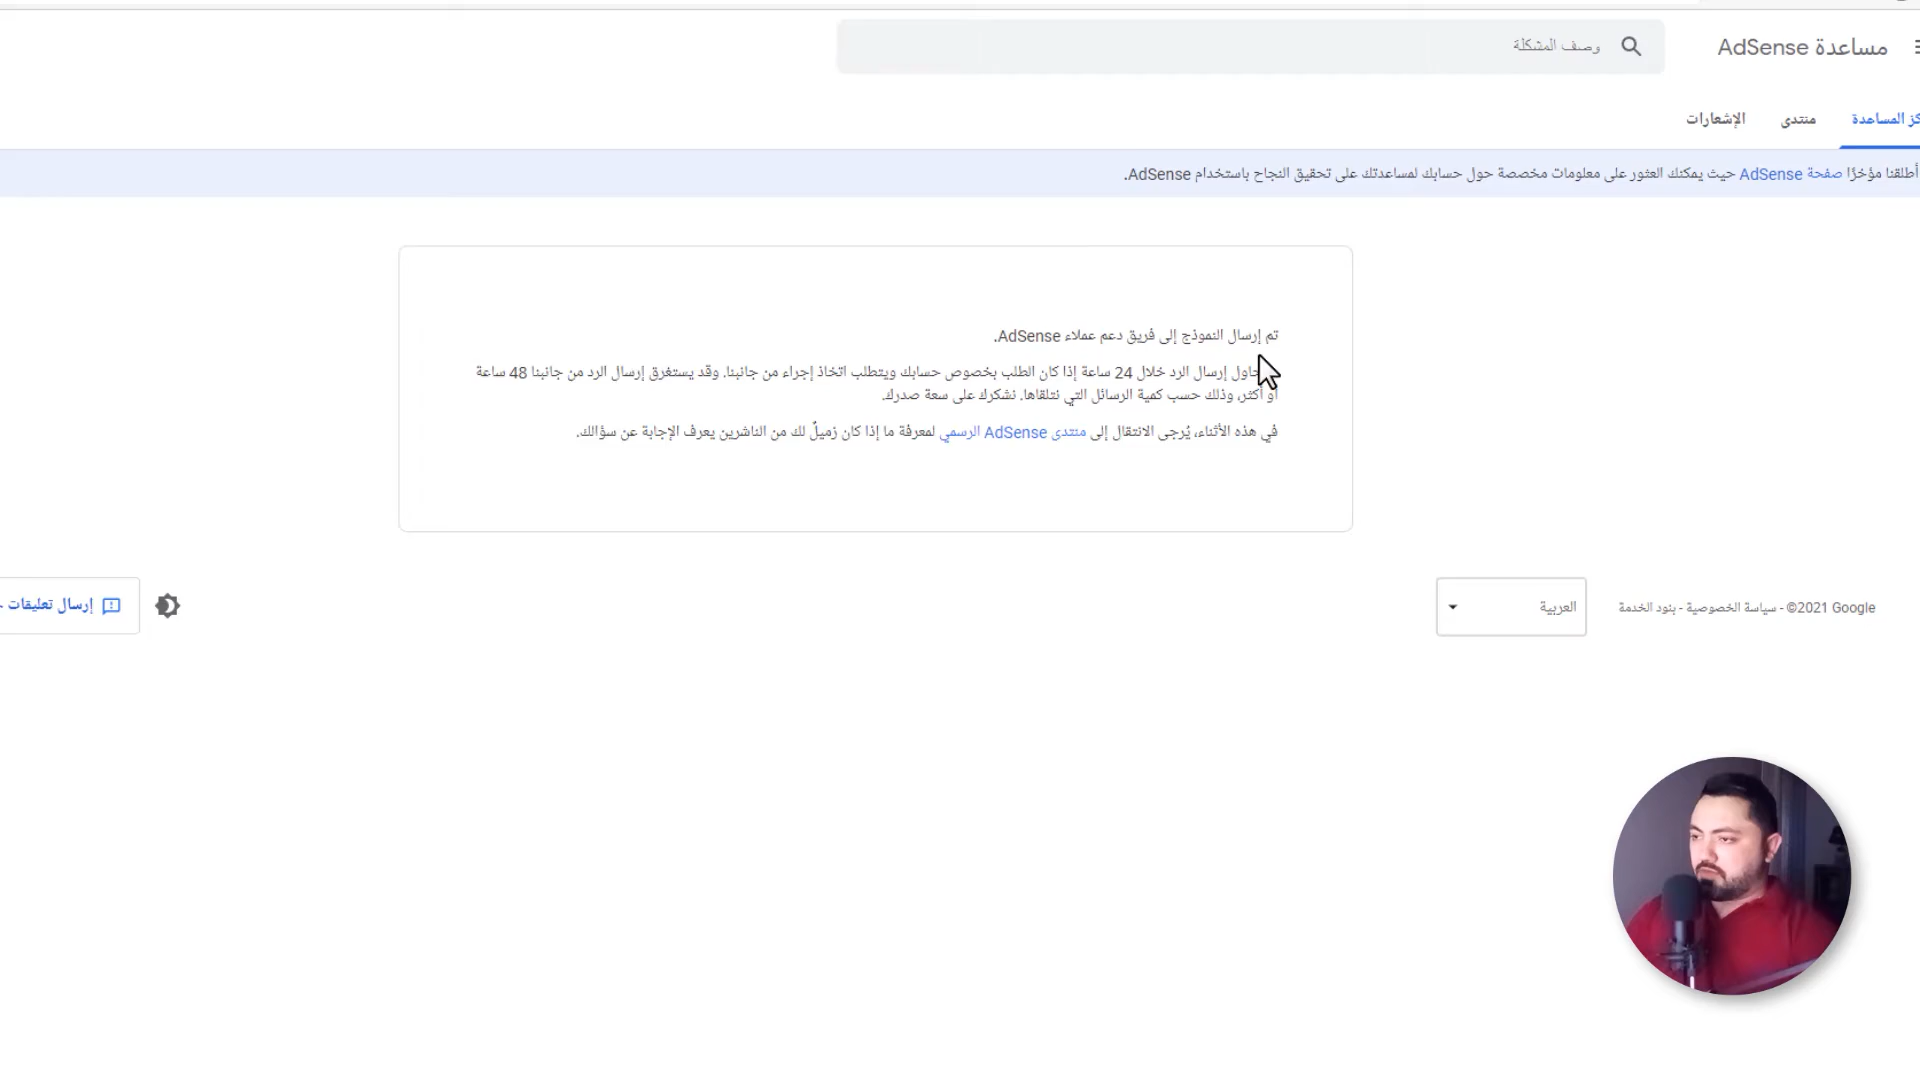 مساعدة AdSense
وصف المشكلة
المساعدة
منتدى
الإشعارات
أطلقنا مؤخرًا صفحة AdSense حيث يمكنك العثور على معلومات مخصصة حول حسابك لمساعدتك على تحقيق النجاح باستخدام AdSense.
تم إرسال النموذج إلى فريق دعم عملاء AdSense.
إرسال الرد خلال 24 ساعة إذا كان الطلب بخصوص حسابك ويتطلب اتخاذ إجراء من جانبنا. وقد يستغرق إرسال الرد من جانبنا 48 ساعة
أو أكثر، وذلك حسب كمية الرسائل التي نتلقاها. نشكرك على سعة صدرك.
في هذه الأثناء، يُرجى الانتقال إلى منتدى AdSense الرسمي لمعرفة ما إذا كان زميلٌ لك من الناشرين يعرف الإجابة عن سؤالك.
©2021 Google - سياسة الخصوصية - بنود الخدمة
العربية
إرسال تعليقات